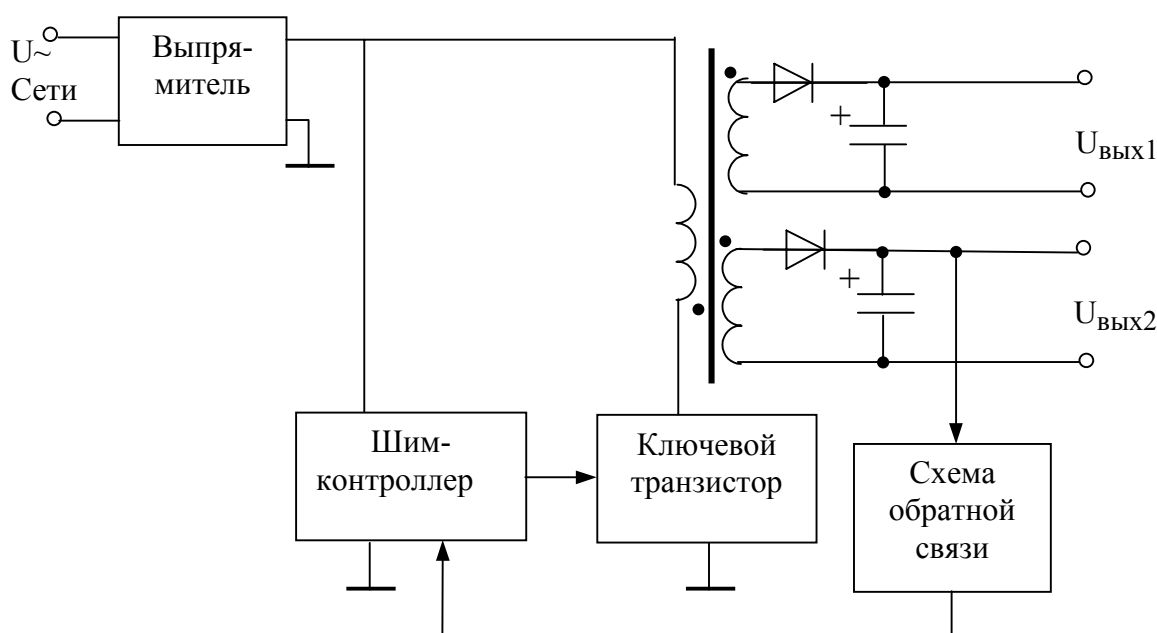 U~
Сети
Выпря-
митель
+
Uвых1
+
Uвых2
Шим-
контроллер
Ключевой
транзистор
Схема
обратной
связи